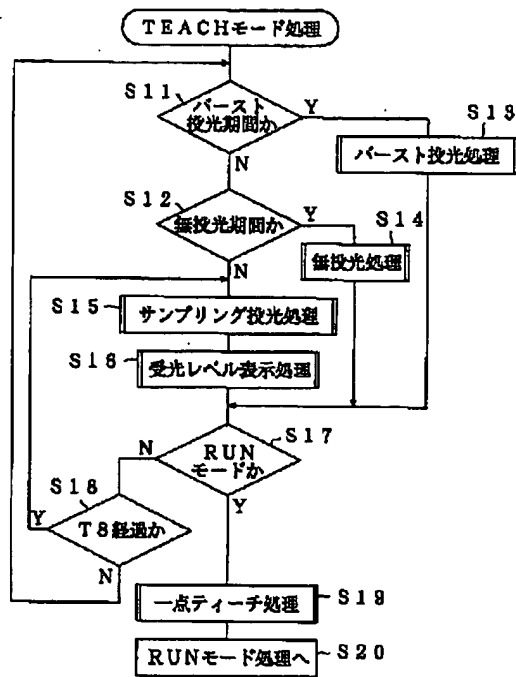 TEACHモード処理
S11
バースト
投光期間か
Y
S13
バースト投光処理
N
S12
無投光期間か
Y
S14
無投光処理
N
S15
サンプリング投光処理
S16
受光レベル表示処理
S17
N
RUN
モードか
S18
Y
Y
T8経過か
N
一点ティーチ処理
S19
RUNモード処理へ
S20